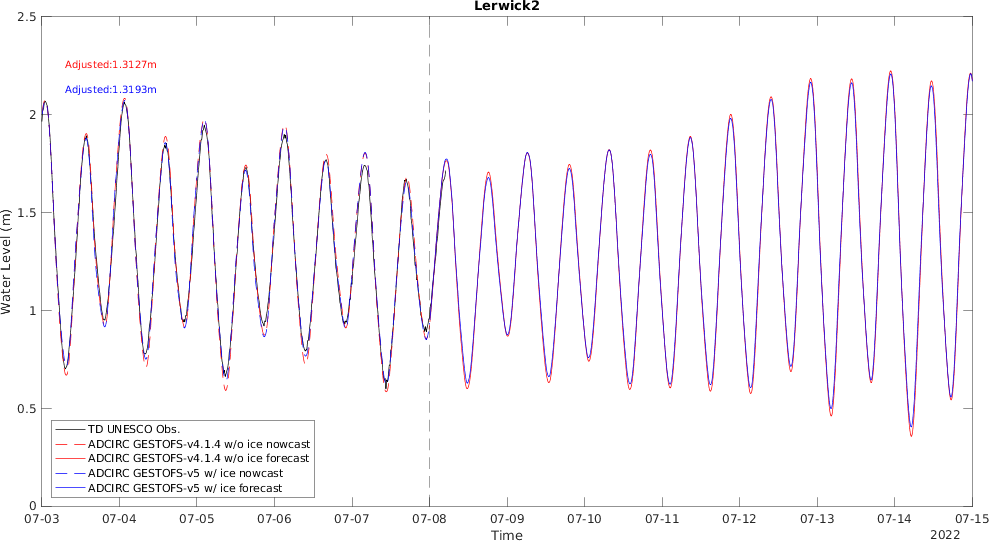 Lerwick2
2.5
Adjusted:1.3127m
Adjusted:1.3193m
2
1.5
Water Level (m)
1
0.5
TD UNESCO Obs.
ADCIRC GESTOFS-v4.1.4 w/o ice nowcast
ADCIRC GESTOFS-v4.1.4 w/o ice forecast
ADCIRC GESTOFS-v5 w/ ice nowcast
ADCIRC GESTOFS-v5 w/ ice forecast
0
07-03 07-04 07-05 07-06 07-07 07-08 07-09 07-10 07-11 07-12 07-13 07-14 07-15
Time
2022